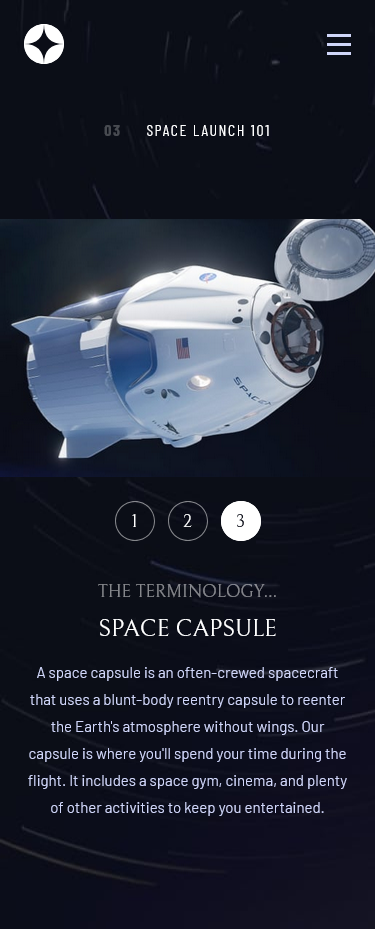 03 SPACE LAUNCH 101
SPACEX
1 2 3
THE TERMINOLOGY...
SPACE CAPSULE
A space capsule is an often-crewed spacecraft
that uses a blunt-body reentry capsule to reenter
the Earth's atmosphere without wings. Our
capsule is where you'll spend your time during the
flight. It includes a space gym, cinema, and plenty
of other activities to keep you entertained.